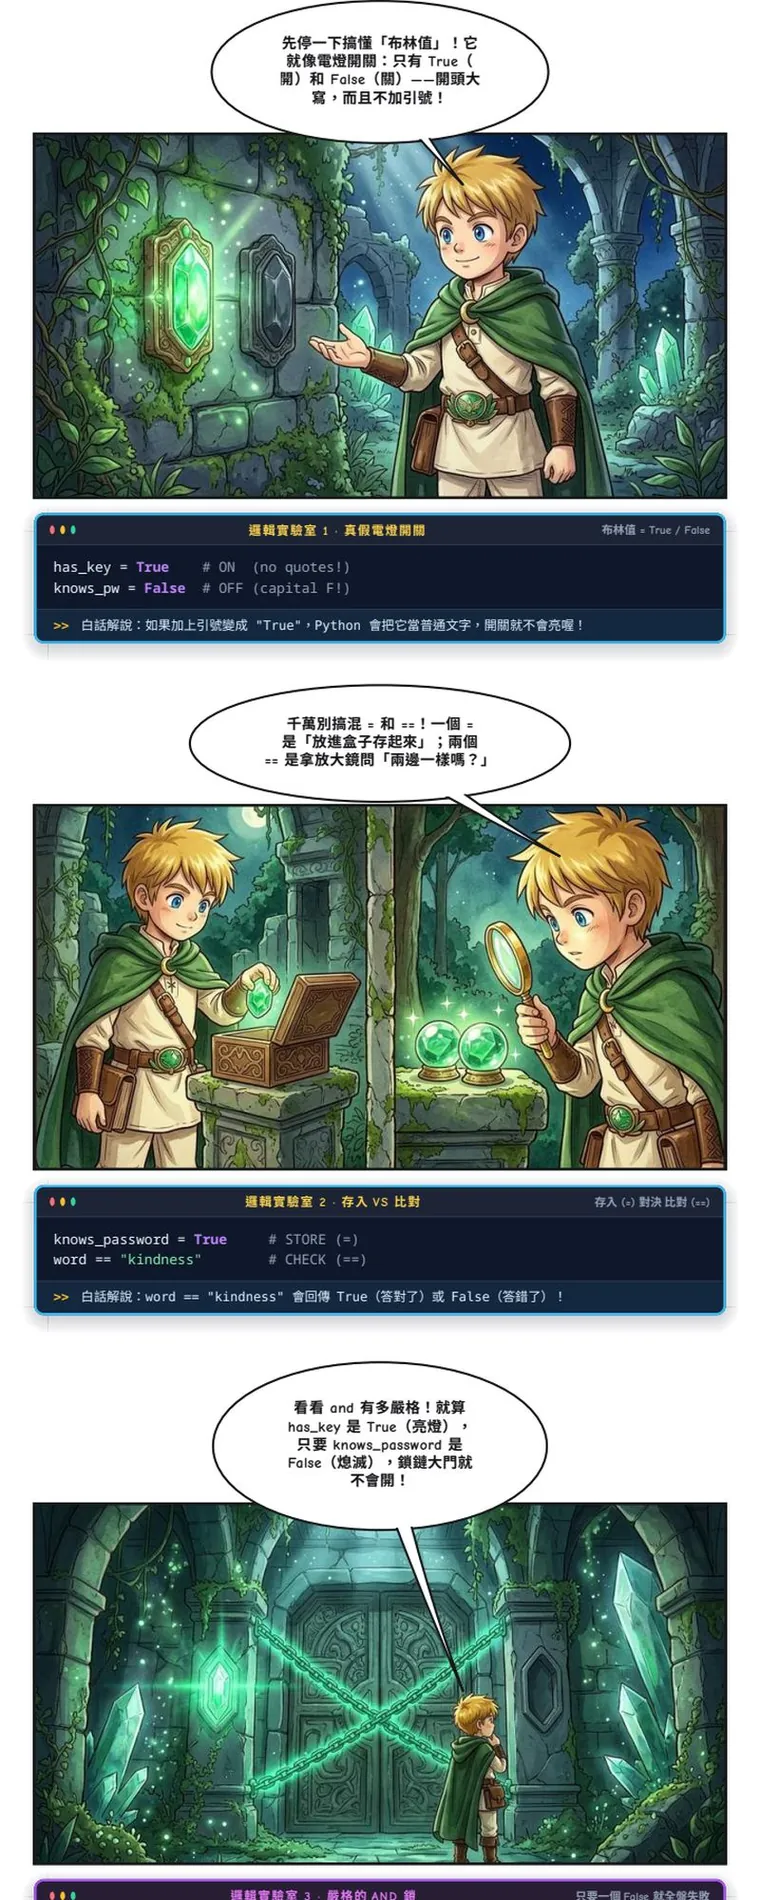 先停一下搞懂「布林值」！它
就像電燈開關：只有 True（
開）和 False（關）——開頭大
寫，而且不加引號！
邏輯實驗室 1 · 真假電燈開關
布林值 = True / False
has_key = True    # ON  (no quotes!)
knows_pw = False  # OFF (capital F!)
>> 白話解說：如果加上引號變成 "True"，Python 會把它當普通文字，開關就不會亮喔！
千萬別搞混 = 和 ==！一個 =
是「放進盒子存起來」；兩個
== 是拿放大鏡問「兩邊一樣嗎？」
邏輯實驗室 2 · 存入 VS 比對
存入 (=) 對決 比對 (==)
knows_password = True     # STORE (=)
word == "kindness"        # CHECK (==)
>> 白話解說：word == "kindness" 會回傳 True（答對了）或 False（答錯了）！
看看 and 有多嚴格！就算
has_key 是 True（亮燈），
只要 knows_password 是
False（熄滅），鎖鏈大門就
不會開！
邏輯實驗室 3 · 嚴格的 AND 鎖
只要一個 False 就全盤失敗